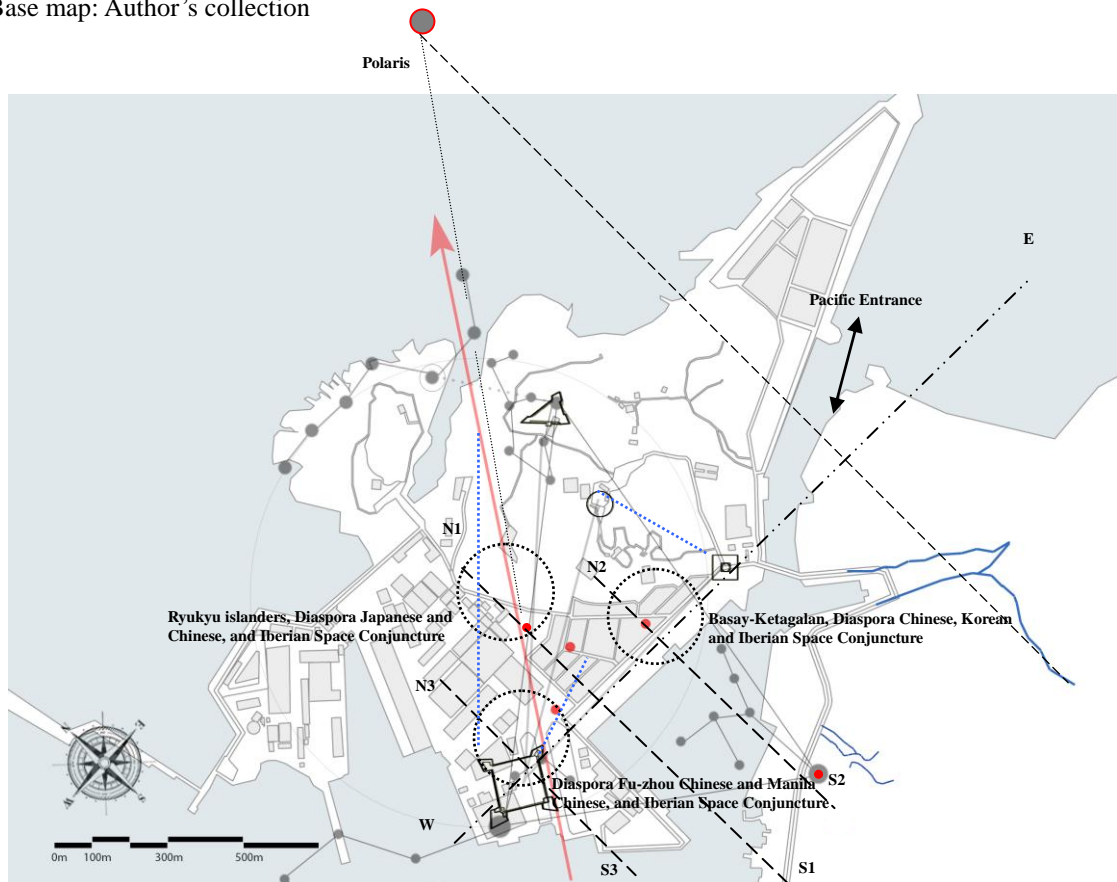 Base map: Author's collection
Polaris
E
Pacific Entrance
N1
N2
Ryukyu islanders, Diaspora Japanese and
Chinese, and Iberian Space Conjuncture
Basay-Ketagalan, Diaspora Chinese, Korean
and Iberian Space Conjuncture
N3
Diaspora Fu-zhou Chinese and Manila
Chinese, and Iberian Space Conjuncture、
S2
W
N
E
W
S
0m
100m
300m
500m
S3
S1